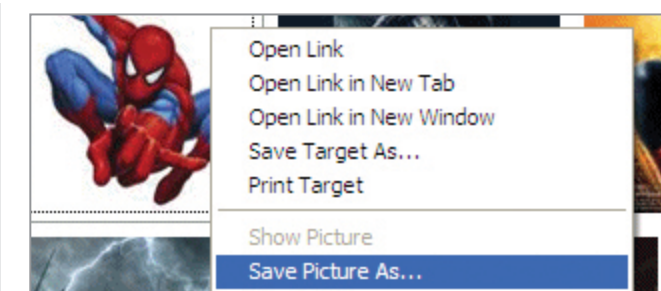 Open Link
Open Link in New Tab
Open Link in New Window
Save Target As...
Print Target
Show Picture
Save Picture As...